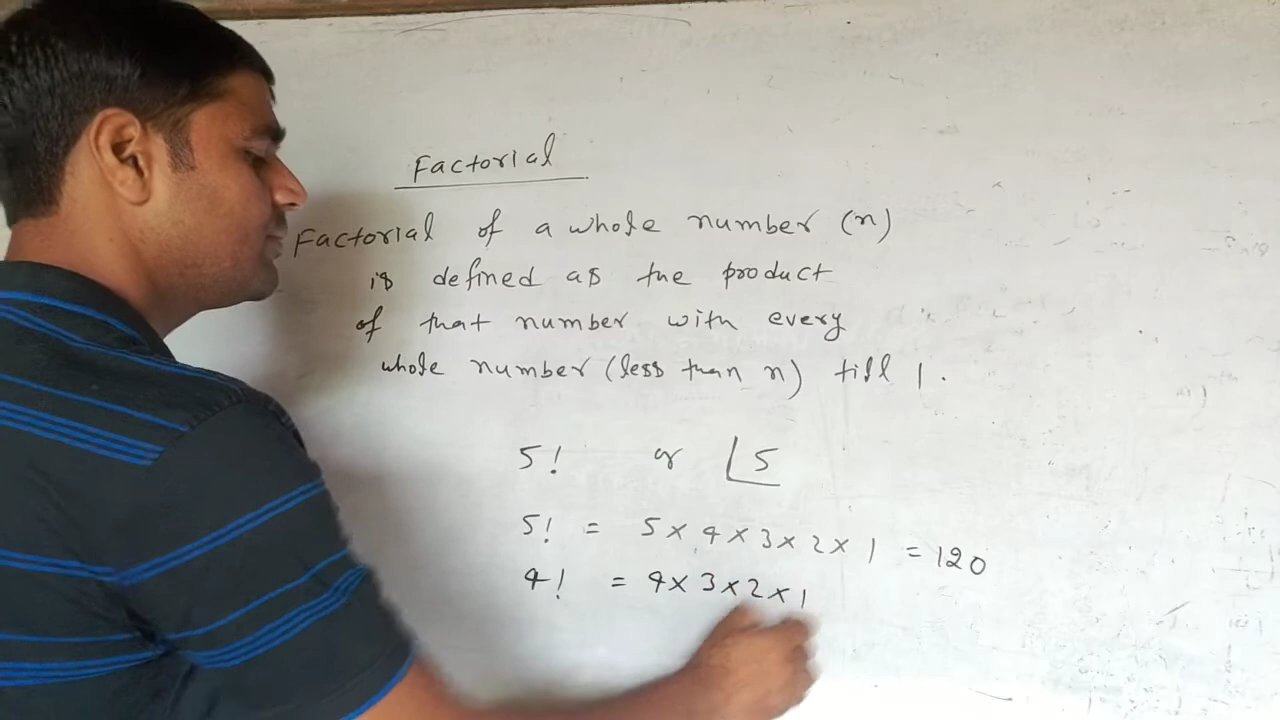 Factorial
Factorial of a whole number (n)
is defined as the product
of that number with every
whole number (less than n) till 1.
5! or |5
5! = 5 × 4 × 3 × 2 × 1 = 120
4! = 4 × 3 × 2 × 1